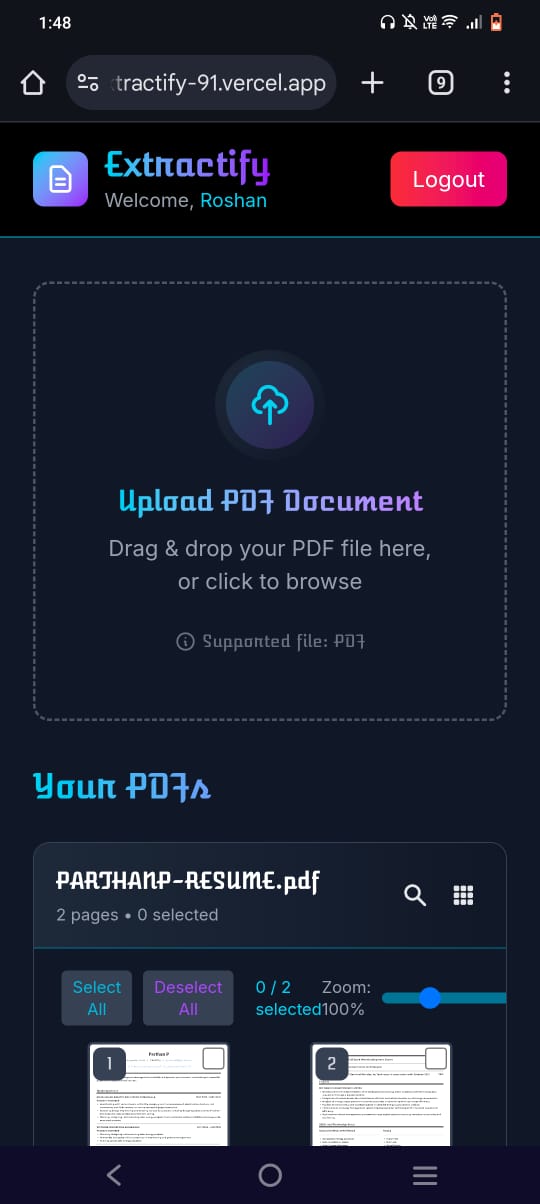 1:48
Vo)
LTE
tractify-91.vercel.app
9
Extractify
Welcome, Roshan
Logout
Upload PDF Document
Drag & drop your PDF file here,
or click to browse
Supported file: PDF
Your PDFs
PARTHANP-RESUME.pdf
2 pages • 0 selected
Select
All
Deselect
All
0 / 2
selected
Zoom:
100%
1
Parthan P
2